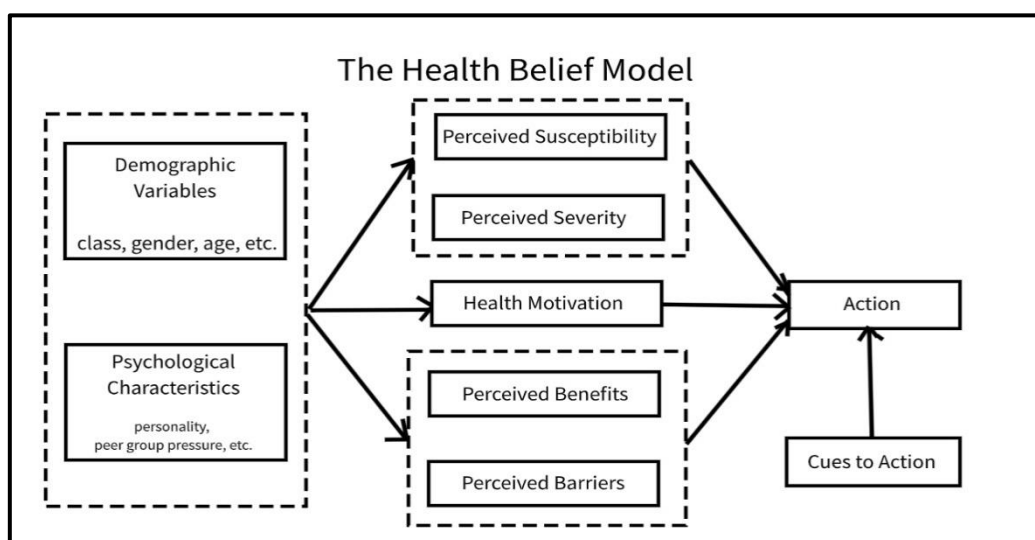 The Health Belief Model
Demographic
Variables
class, gender, age, etc.
Psychological
Characteristics
personality,
peer group pressure, etc.
Perceived Susceptibility
Perceived Severity
Health Motivation
Perceived Benefits
Perceived Barriers
Action
Cues to Action